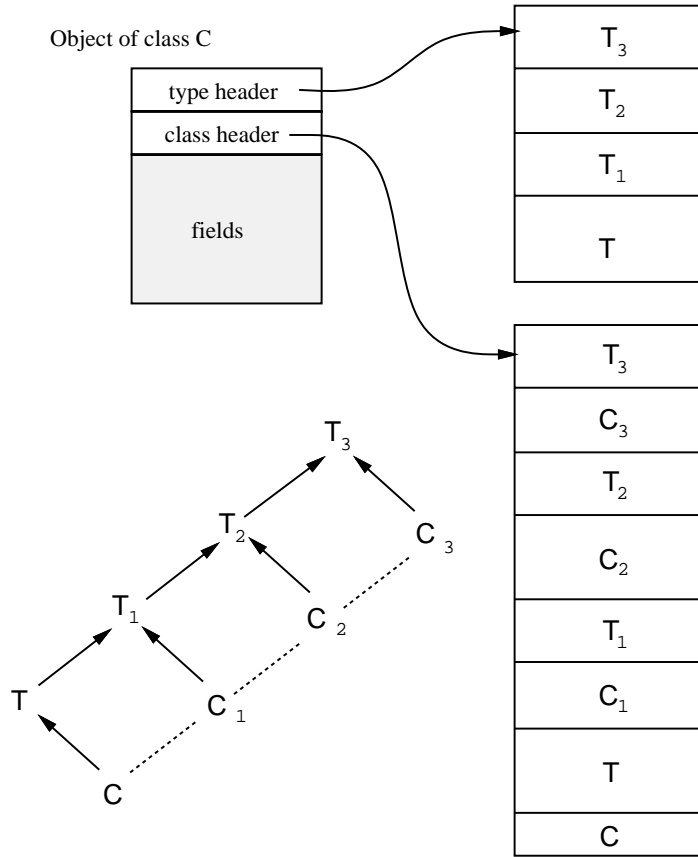 Object of class C
type header
class header
fields
T₃
T₂
T₁
T
T₃
C₃
T₂
C₂
T₁
C₁
T
C
T₃
T₂
C₃
T₁
C₂
T
C₁
C